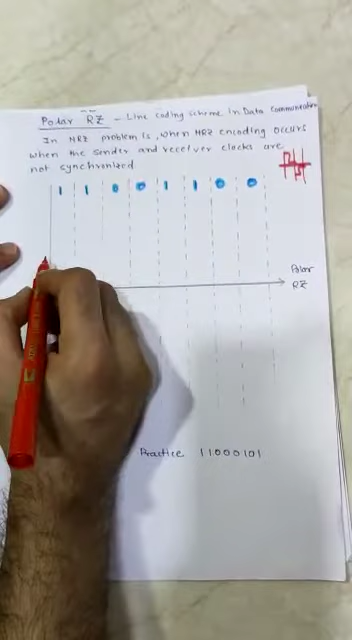 Polar RZ - Line coding scheme in Data Communication
In NRZ problem is, when NRZ encoding occurs
when the sender and receiver clocks are
not synchronized
1 1 0 0 1 1 0 0
Polar
RZ
Practice 11000101